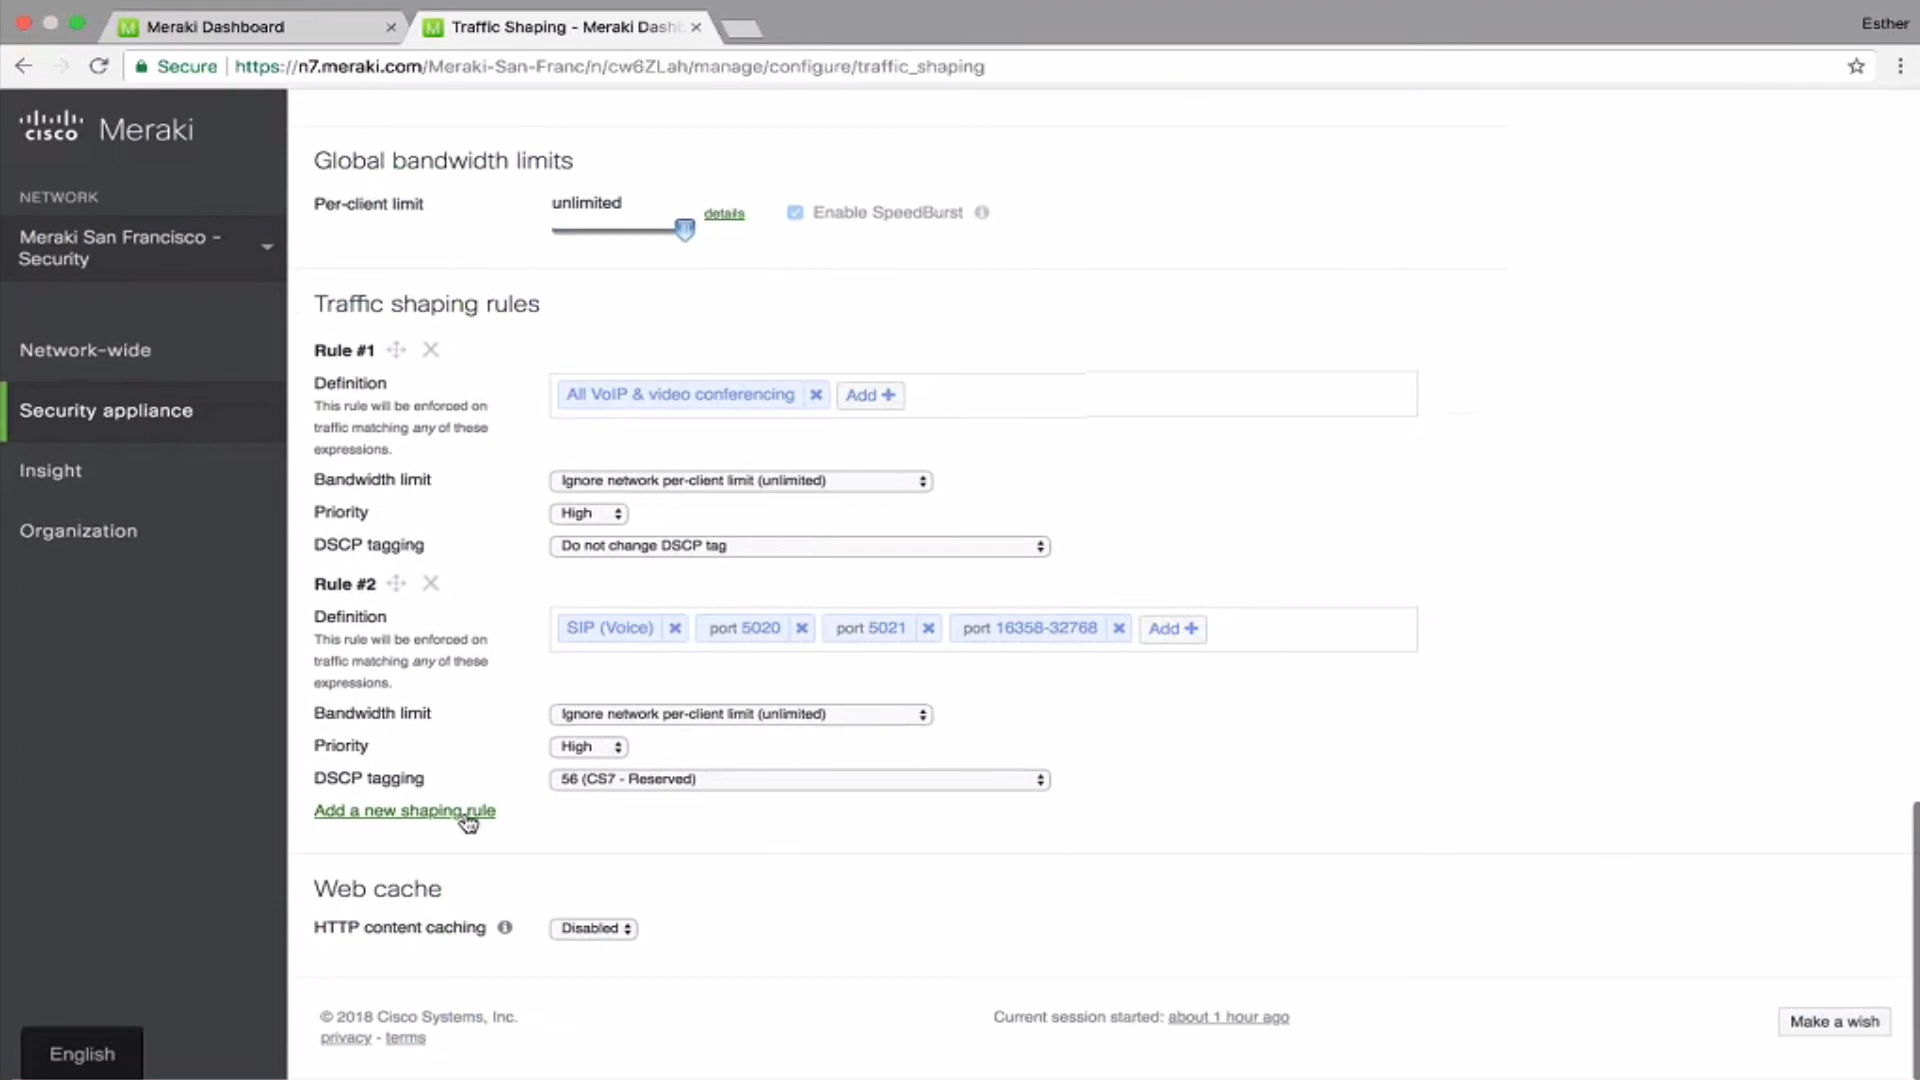 Meraki Dashboard
Traffic Shaping - Meraki Dash
Esther
Secure https://n7.meraki.com/Meraki-San-Franc/n/cw6ZLah/manage/configure/traffic_shaping
cisco Meraki
NETWORK
Meraki San Francisco -
Security
Network-wide
Security appliance
Insight
Organization
English
Global bandwidth limits
Per-client limit
unlimited
details
Enable SpeedBurst
Traffic shaping rules
Rule #1
Definition
This rule will be enforced on
traffic matching any of these
expressions.
All VoIP & video conferencing
Add +
Bandwidth limit
Ignore network per-client limit (unlimited)
Priority
High
DSCP tagging
Do not change DSCP tag
Rule #2
Definition
This rule will be enforced on
traffic matching any of these
expressions.
SIP (Voice)
port 5020
port 5021
port 16358-32768
Add +
Bandwidth limit
Ignore network per-client limit (unlimited)
Priority
High
DSCP tagging
56 (CS7 - Reserved)
Add a new shaping rule
Web cache
HTTP content caching
Disabled
© 2018 Cisco Systems, Inc.
privacy - terms
Current session started: about 1 hour ago
Make a wish